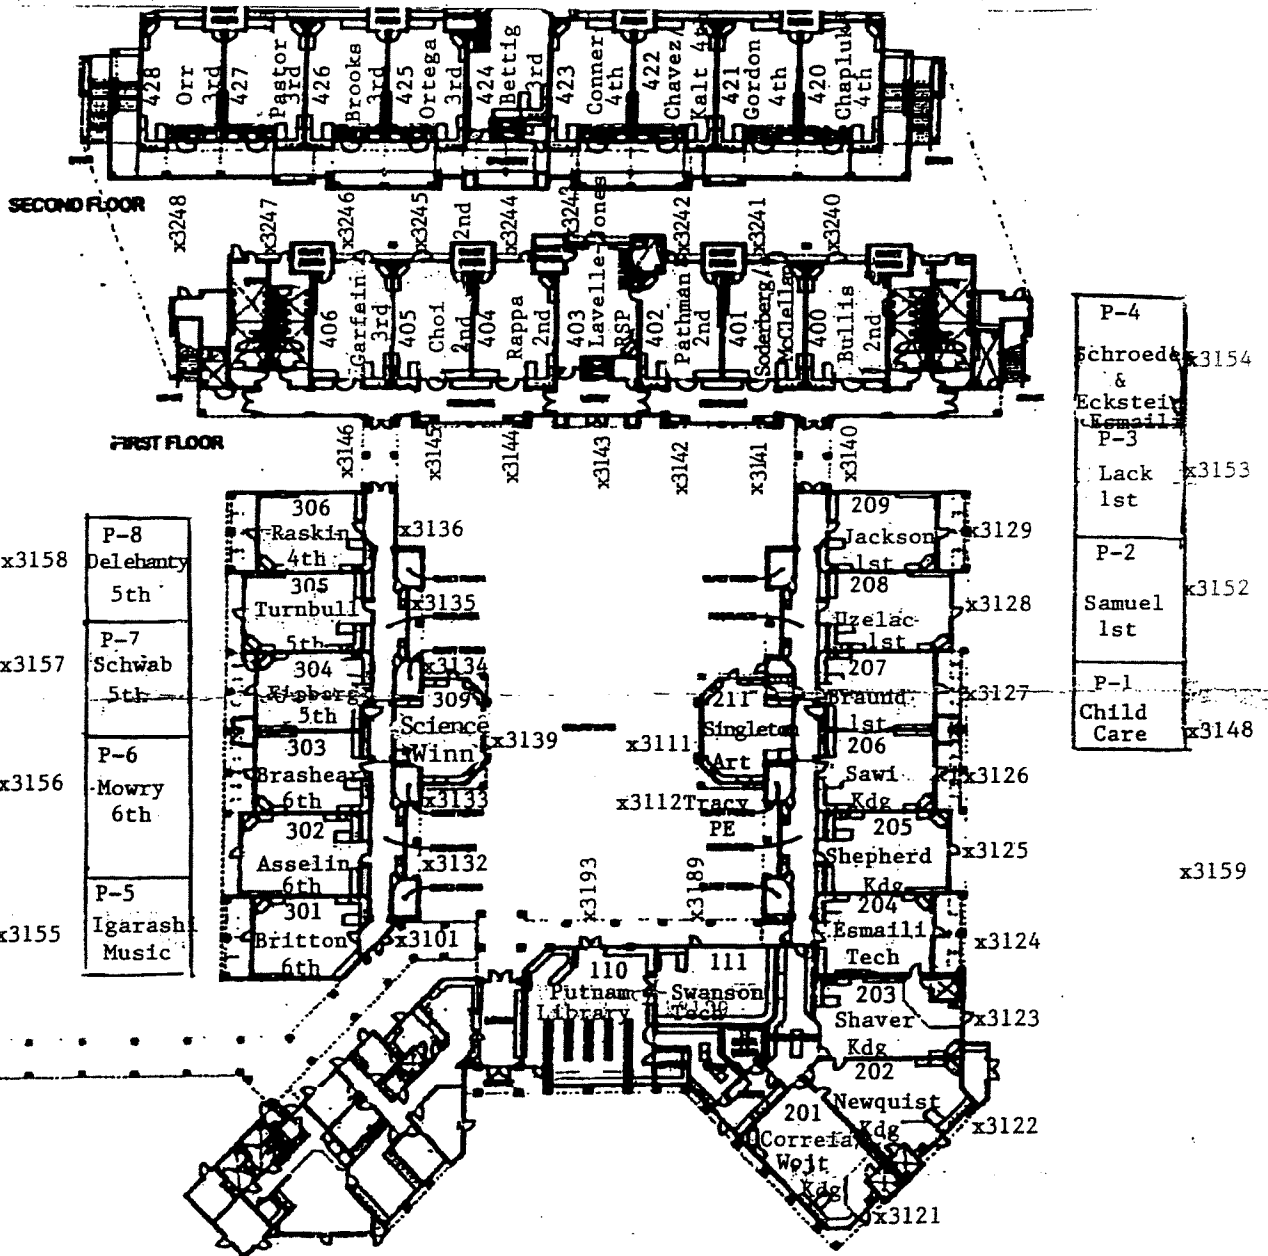 428
Orr
3rd
427
Pastor
3rd
426
Brooks
3rd
425
Ortega
3rd
424
Bettig
3rd
423
Conner
4th
422
Chavez/
Kalt 4th
421
Gordon
4th
420
Chapluk
4th
SECOND FLOOR
x3248
x3247
x3246
x3245
2nd
x3244
x3243
x3242
x3241
x3240
406
Garfein
3rd
405
Choi
2nd
404
Rappa
2nd
403
Lavelle-Jones
RSP
402
Pathman
2nd
401
Soderberg/
McClellan
400
Bullis
2nd
FIRST FLOOR
x3146
x3145
x3144
x3143
x3142
x3141
x3140
P-4
Schroeder
&
Eckstein
Esmaili
x3154
P-3
Lack
1st
x3153
P-2
Samuel
1st
x3152
P-1
Child
Care
x3148
x3159
P-8
Delehanty
5th
x3158
P-7
Schwab
5th
x3157
P-6
Mowry
6th
x3156
P-5
Igarashi
Music
x3155
306
Raskin
4th
x3136
305
Turnbull
5th
x3135
304
5th
x3134
303
Brashear
6th
x3133
302
Asselin
6th
x3132
301
Britton
6th
x3101
309
Science
Winn
x3139
211
Singleton
Art
x3111
x3112 Tracy
PE
x3193
x3189
209
Jackson
1st
x3129
208
Uzelac
1st
x3128
207
Braund
1st
x3127
206
Sawi
Kdg
x3126
205
Shepherd
Kdg
x3125
204
Esmaili
Tech
x3124
203
Shaver
Kdg
x3123
202
Newquist
Kdg
x3122
201
Correia
Wojt
Kdg
x3121
110
Putnam
Library
111
Swanson
Tech